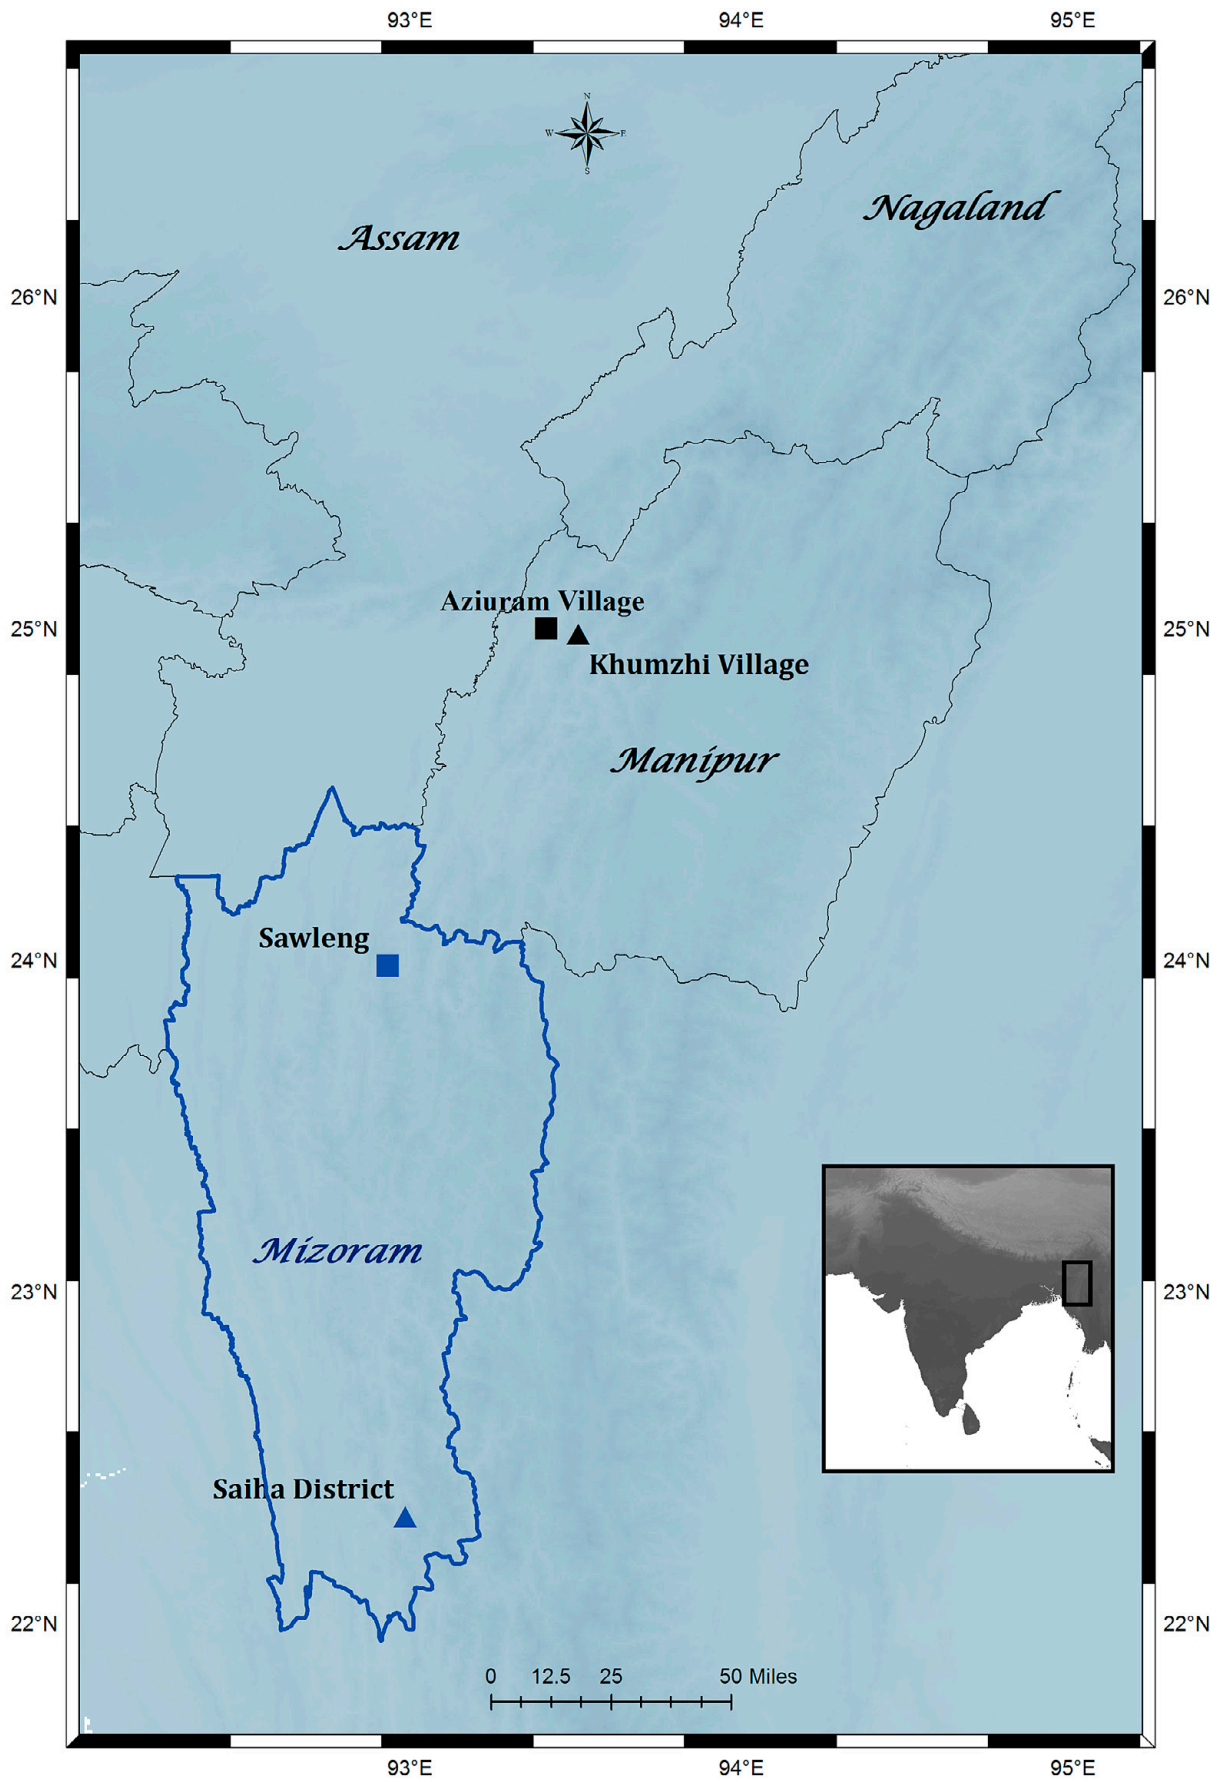 93°E 94°E 95°E
N
W E
S
Nagaland
Assam
26°N 26°N
Aziuram Village
25°N 25°N
Khumzhi Village
Manipur
Sawleng
24°N 24°N
Mizoram
23°N 23°N
Saiha District
22°N 22°N
0 12.5 25 50 Miles
93°E 94°E 95°E